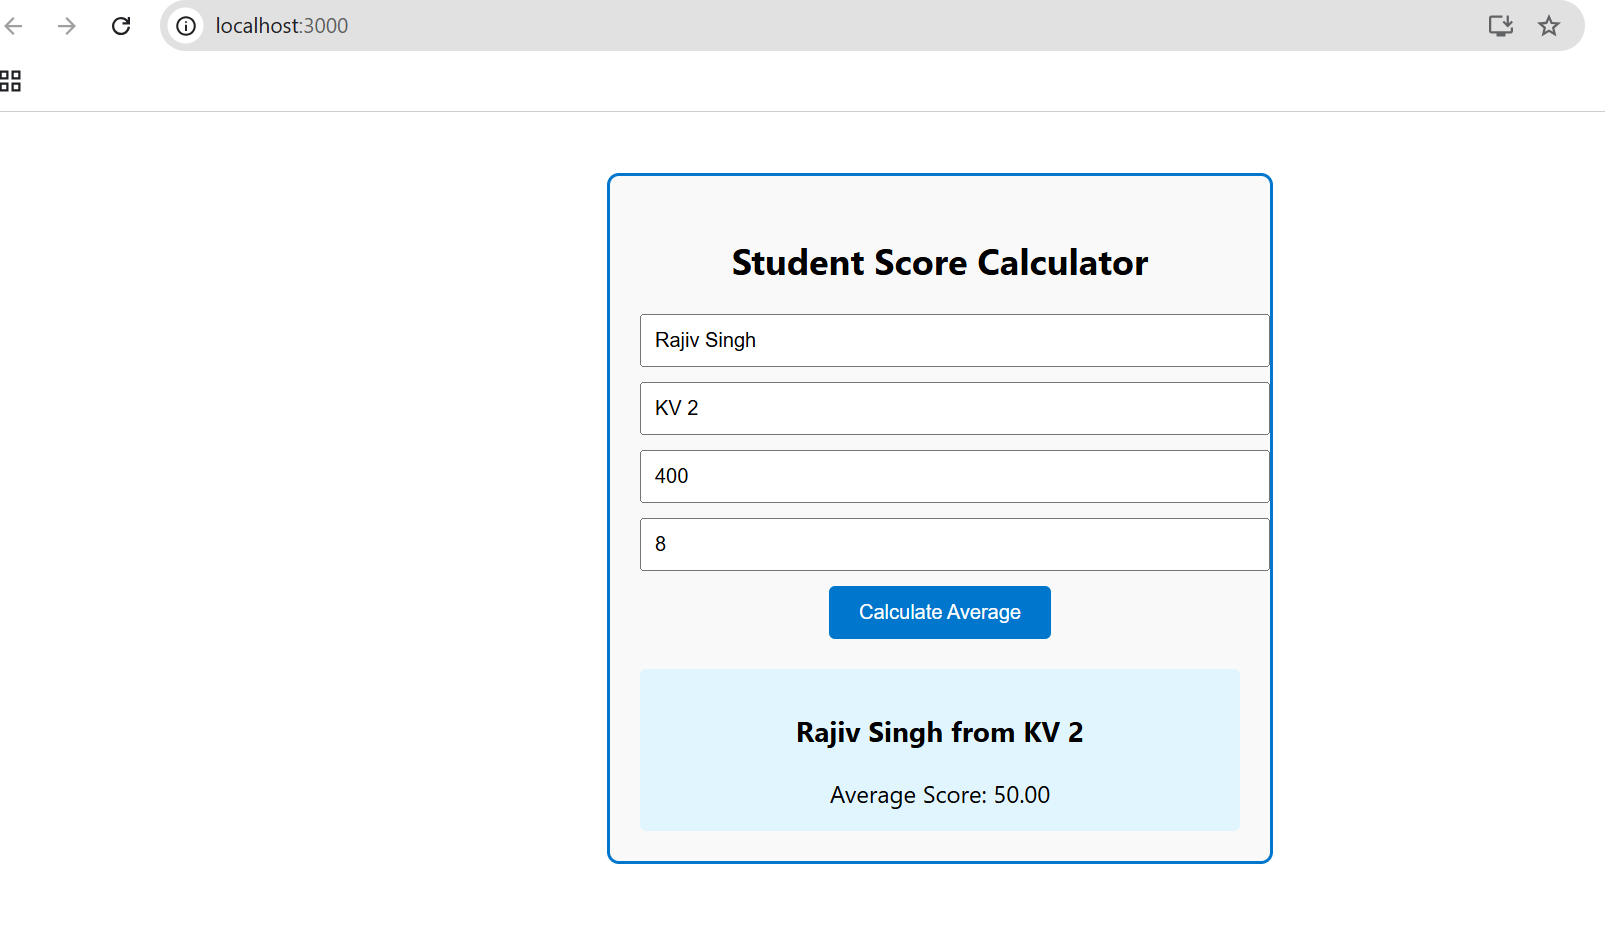 localhost:3000
Student Score Calculator
Rajiv Singh
KV 2
400
8
Calculate Average
Rajiv Singh from KV 2
Average Score: 50.00